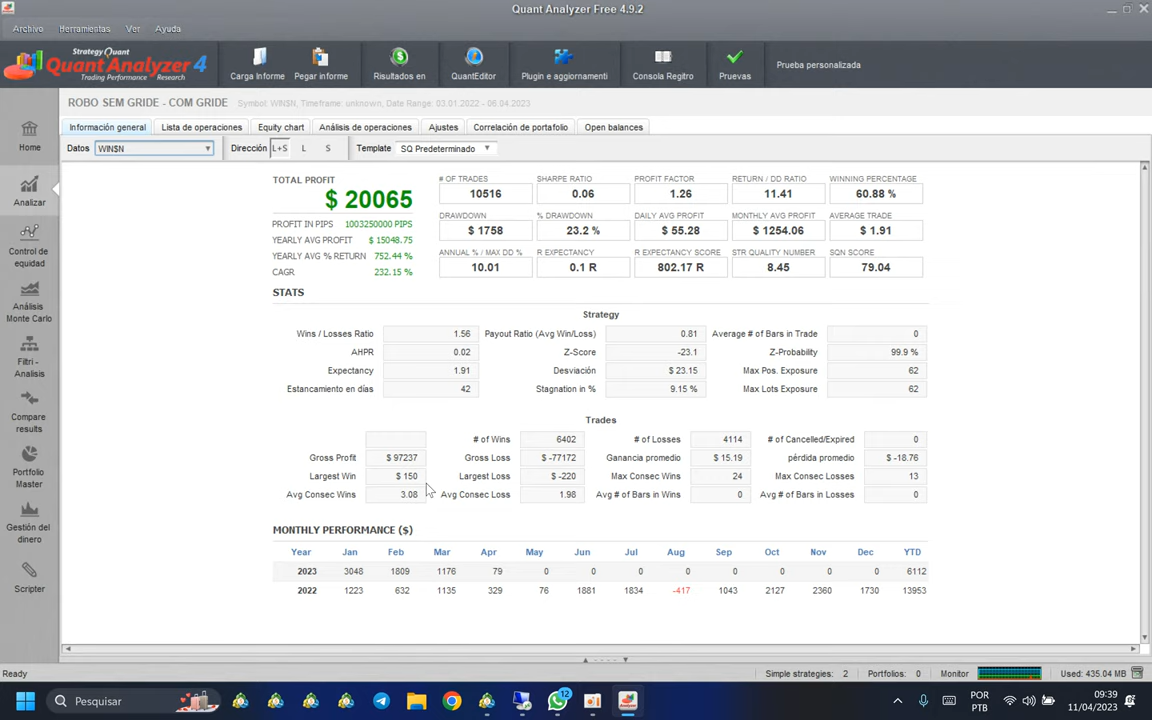 Quant Analyzer Free 4.9.2
Archivo Herramientas Ver Ayuda
StrategyQuant
QuantAnalyzer 4
Trading Performance Research
Carga Informe Pegar informe Risultados en QuantEditor Plugin e aggiornamenti Consola Regitro Pruevas Prueba personalizada
ROBO SEM GRIDE - COM GRIDE Symbol: WIN$N, Timeframe: unknown, Date Range: 03.01.2022 - 06.04.2023
Información general Lista de operaciones Equity chart Análisis de operaciones Ajustes Correlación de portafolio Open balances
Datos WIN$N Dirección L+S L S Template SQ Predeterminado
Home
Analizar
Control de equidad
Análisis Monte Carlo
Filtri - Analisis
Compare results
Portfolio Master
Gestión del dinero
Scripter
TOTAL PROFIT
$ 20065
PROFIT IN PIPS 1003250000 PIPS
YEARLY AVG PROFIT $ 15048.75
YEARLY AVG % RETURN 752.44 %
CAGR 232.15 %
# OF TRADES SHARPE RATIO PROFIT FACTOR RETURN / DD RATIO WINNING PERCENTAGE
10516 0.06 1.26 11.41 60.88 %
DRAWDOWN % DRAWDOWN DAILY AVG PROFIT MONTHLY AVG PROFIT AVERAGE TRADE
$ 1758 23.2 % $ 55.28 $ 1254.06 $ 1.91
ANNUAL % / MAX DD % R EXPECTANCY R EXPECTANCY SCORE STR QUALITY NUMBER SQN SCORE
10.01 0.1 R 802.17 R 8.45 79.04
STATS
Strategy
Wins / Losses Ratio 1.56 Payout Ratio (Avg Win/Loss) 0.81 Average # of Bars in Trade 0
AHPR 0.02 Z-Score -23.1 Z-Probability 99.9 %
Expectancy 1.91 Desviación $ 23.15 Max Pos. Exposure 62
Estancamiento en días 42 Stagnation in % 9.15 % Max Lots Exposure 62
Trades
# of Wins 6402 # of Losses 4114 # of Cancelled/Expired 0
Gross Profit $ 97237 Gross Loss $ -77172 Ganancia promedio $ 15.19 pérdida promedio $ -18.76
Largest Win $ 150 Largest Loss $ -220 Max Consec Wins 24 Max Consec Losses 13
Avg Consec Wins 3.08 Avg Consec Loss 1.98 Avg # of Bars in Wins 0 Avg # of Bars in Losses 0
MONTHLY PERFORMANCE ($)
Year Jan Feb Mar Apr May Jun Jul Aug Sep Oct Nov Dec YTD
2023 3048 1809 1176 79 0 0 0 0 0 0 0 0 6112
2022 1223 632 1135 329 76 1881 1834 -417 1043 2127 2360 1730 13953
Ready Simple strategies: 2 Portfolios: 0 Monitor Used: 435.04 MB
Pesquisar 12 POR PTB 09:39 11/04/2023